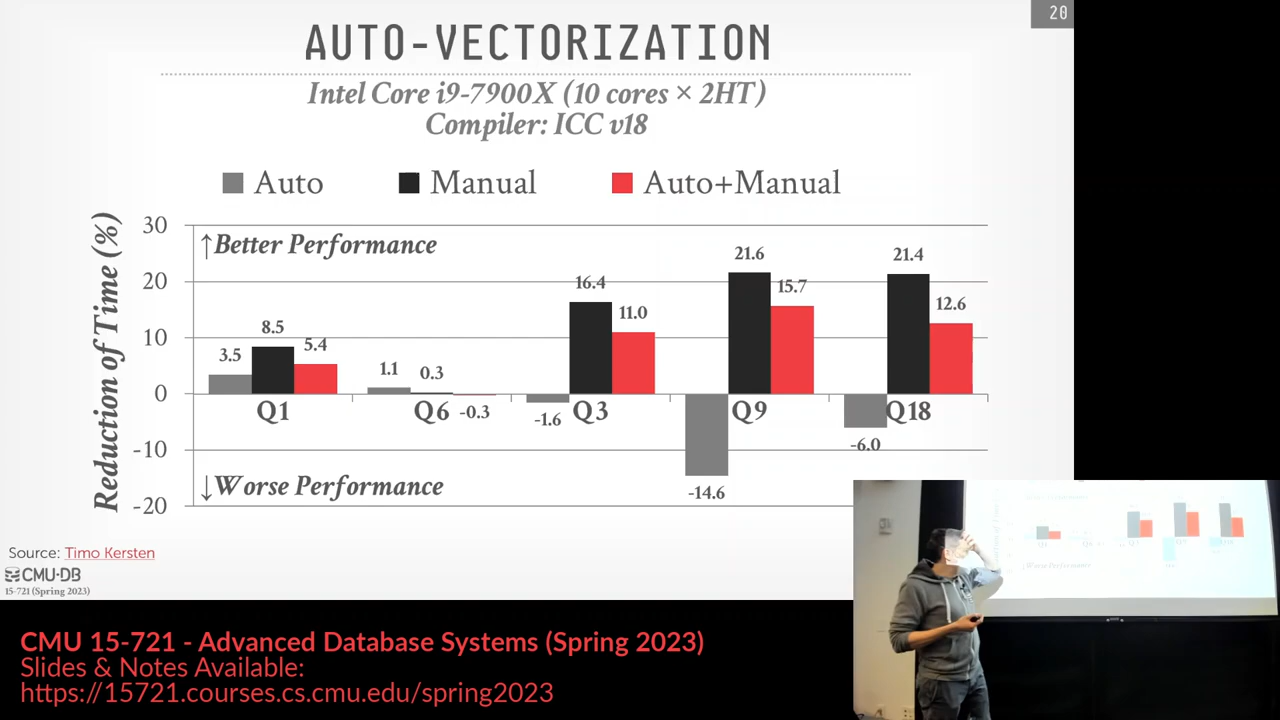 20
AUTO-VECTORIZATION
Intel Core i9-7900X (10 cores × 2HT)
Compiler: ICC v18
Auto
Manual
Auto+Manual
Reduction of Time (%)
30
20
10
0
-10
-20
↑Better Performance
↓Worse Performance
3.5
8.5
5.4
1.1
0.3
-0.3
-1.6
16.4
11.0
-14.6
21.6
15.7
-6.0
21.4
12.6
Q1
Q6
Q3
Q9
Q18
Source: Timo Kersten
CMU·DB
15-721 (Spring 2023)
CMU 15-721 - Advanced Database Systems (Spring 2023)
Slides & Notes Available:
https://15721.courses.cs.cmu.edu/spring2023